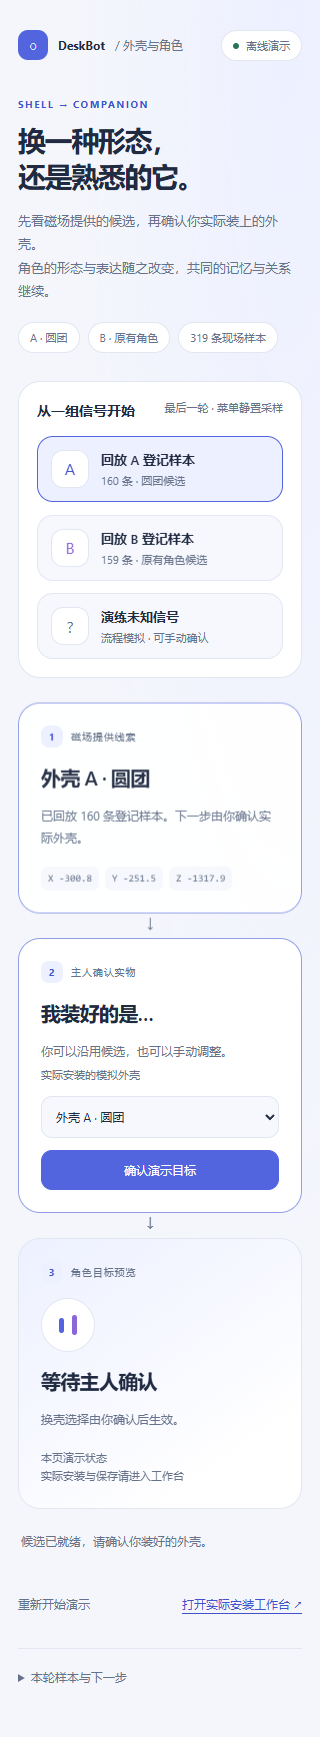 DeskBot / 外壳与角色
离线演示
SHELL → COMPANION
换一种形态，
还是熟悉的它。
先看磁场提供的候选，再确认你实际装上的外
壳。
角色的形态与表达随之改变，共同的记忆与关系
继续。
A · 圆团
B · 原有角色
319 条现场样本
从一组信号开始
最后一轮 · 菜单静置采样
A
回放 A 登记样本
160 条 · 圆团候选
B
回放 B 登记样本
159 条 · 原有角色候选
?
演练未知信号
流程模拟 · 可手动确认
1 磁场提供线索
外壳 A · 圆团
已回放 160 条登记样本。下一步由你确认实
际外壳。
X -300.8
Y -251.5
Z -1317.9
↓
2 主人确认实物
我装好的是…
你可以沿用候选，也可以手动调整。
实际安装的模拟外壳
外壳 A · 圆团
确认演示目标
↓
3 角色目标预览
等待主人确认
换壳选择由你确认后生效。
本页演示状态
实际安装与保存请进入工作台
候选已就绪，请确认你装好的外壳。
重新开始演示
打开实际安装工作台 ↗
▶ 本轮样本与下一步